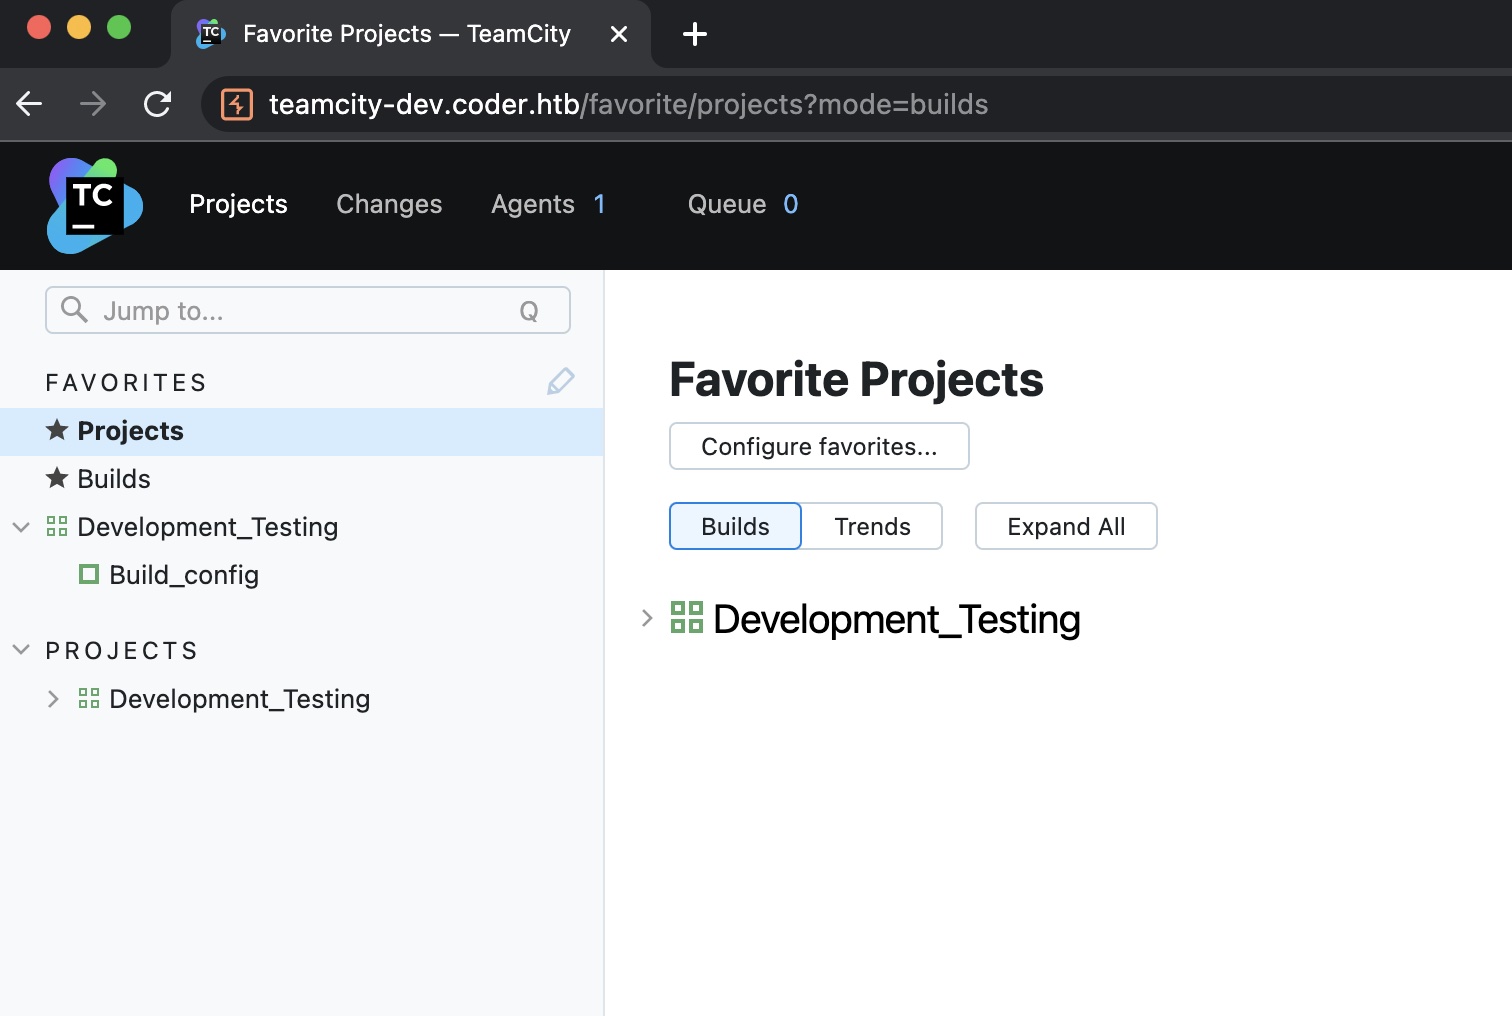 TC Favorite Projects — TeamCity
teamcity-dev.coder.htb/favorite/projects?mode=builds
TC Projects Changes Agents 1 Queue 0
Jump to... Q
FAVORITES
Projects
Builds
Development_Testing
Build_config
PROJECTS
Development_Testing
Favorite Projects
Configure favorites...
Builds Trends Expand All
Development_Testing